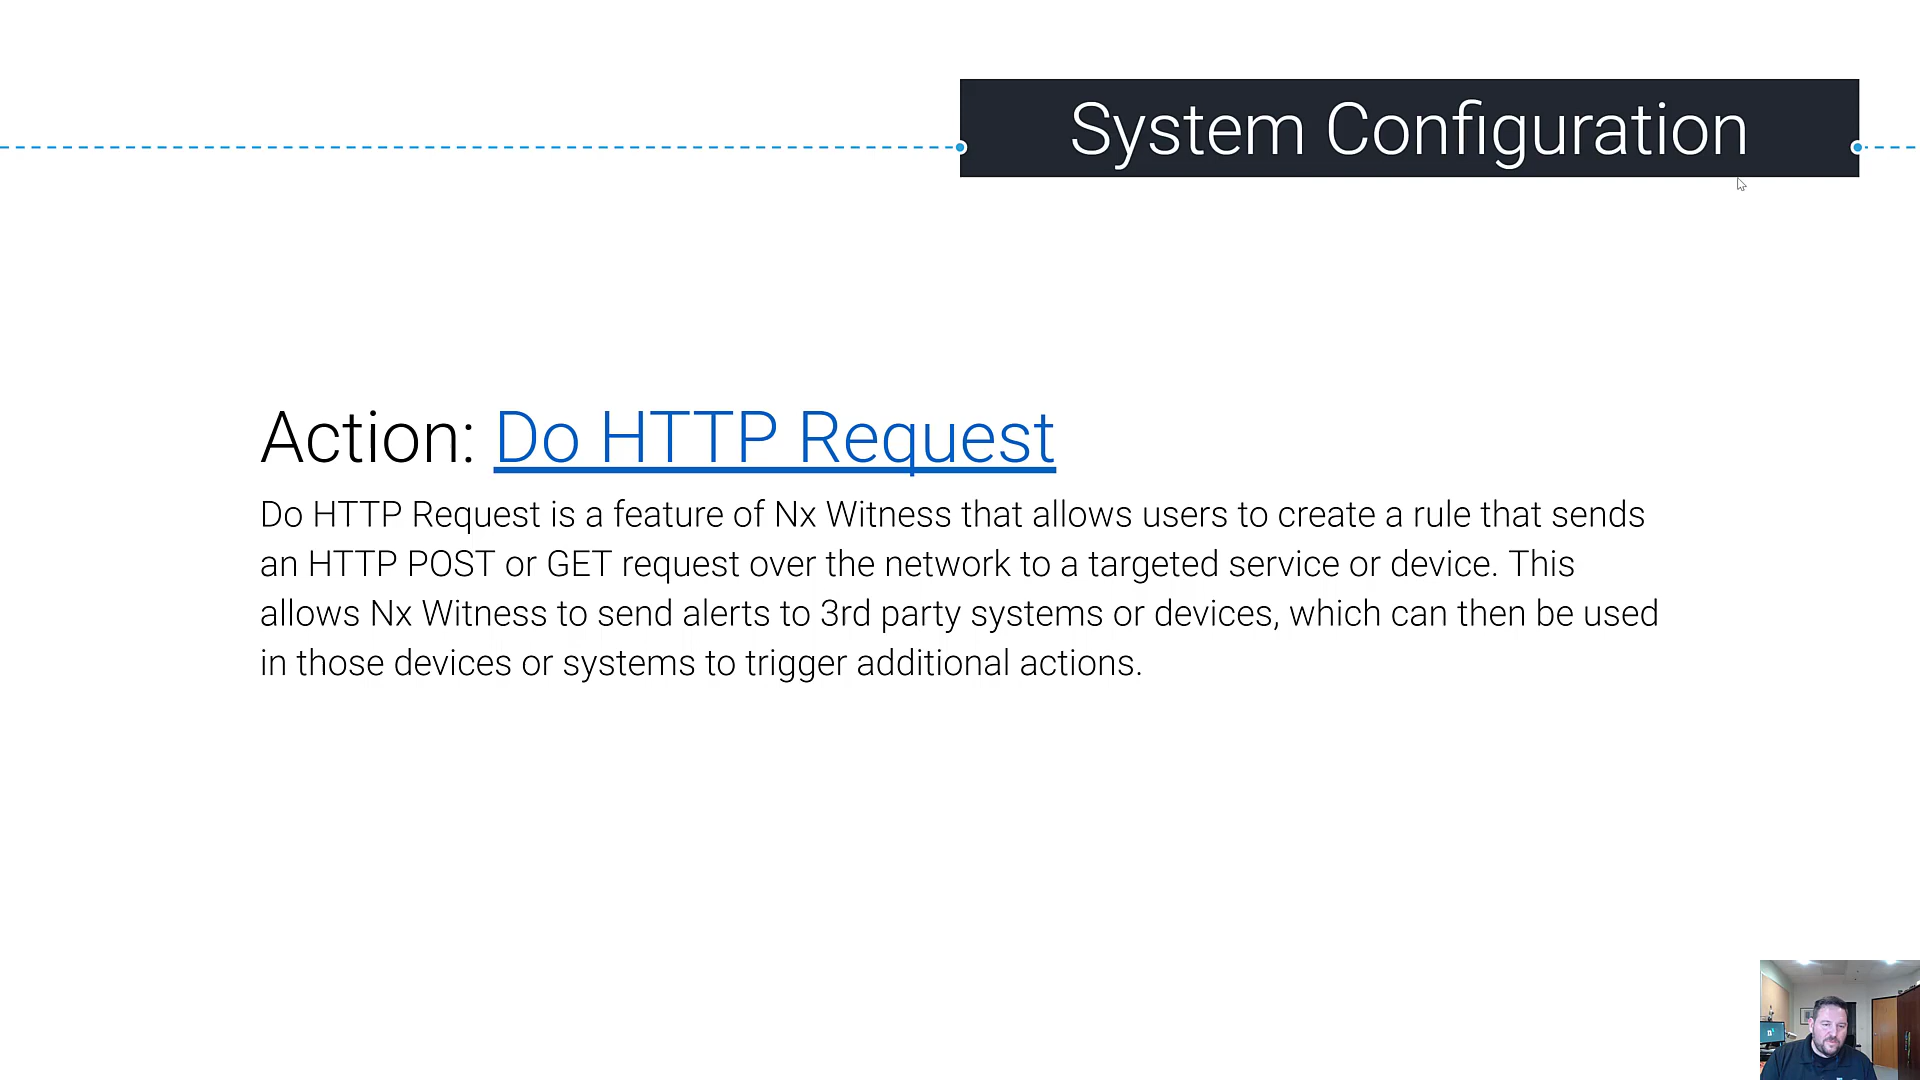 System Configuration
Action: Do HTTP Request
Do HTTP Request is a feature of Nx Witness that allows users to create a rule that sends
an HTTP POST or GET request over the network to a targeted service or device. This
allows Nx Witness to send alerts to 3rd party systems or devices, which can then be used
in those devices or systems to trigger additional actions.